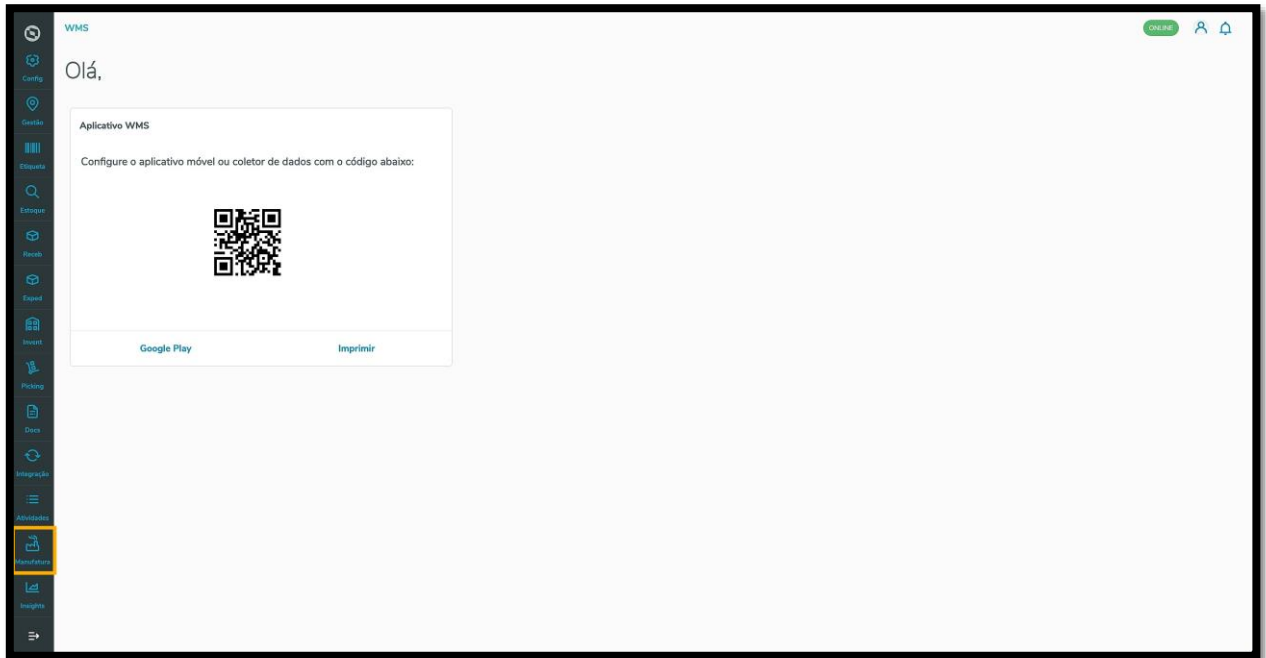 WMS
ONLINE
Olá,
Config
Gestão
Etiqueta
Estoque
Receb
Exped
Invent
Picking
Docs
Integração
Atividades
Manufatura
Insights
Aplicativo WMS
Configure o aplicativo móvel ou coletor de dados com o código abaixo:
Google Play
Imprimir